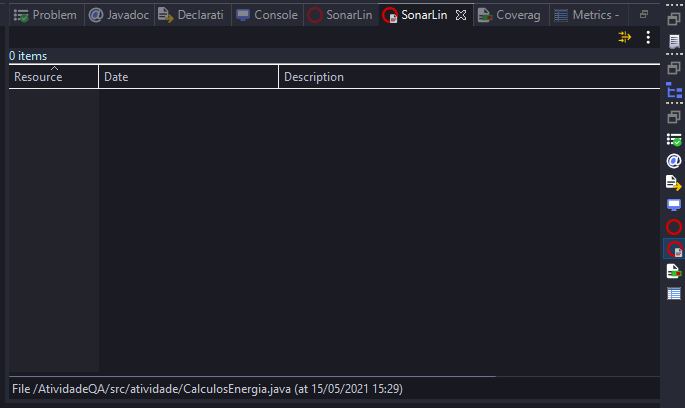 Problem Javadoc Declarati Console SonarLin SonarLin Coverag Metrics -
0 items
Resource Date Description
File /AtividadeQA/src/atividade/CalculosEnergia.java (at 15/05/2021 15:29)